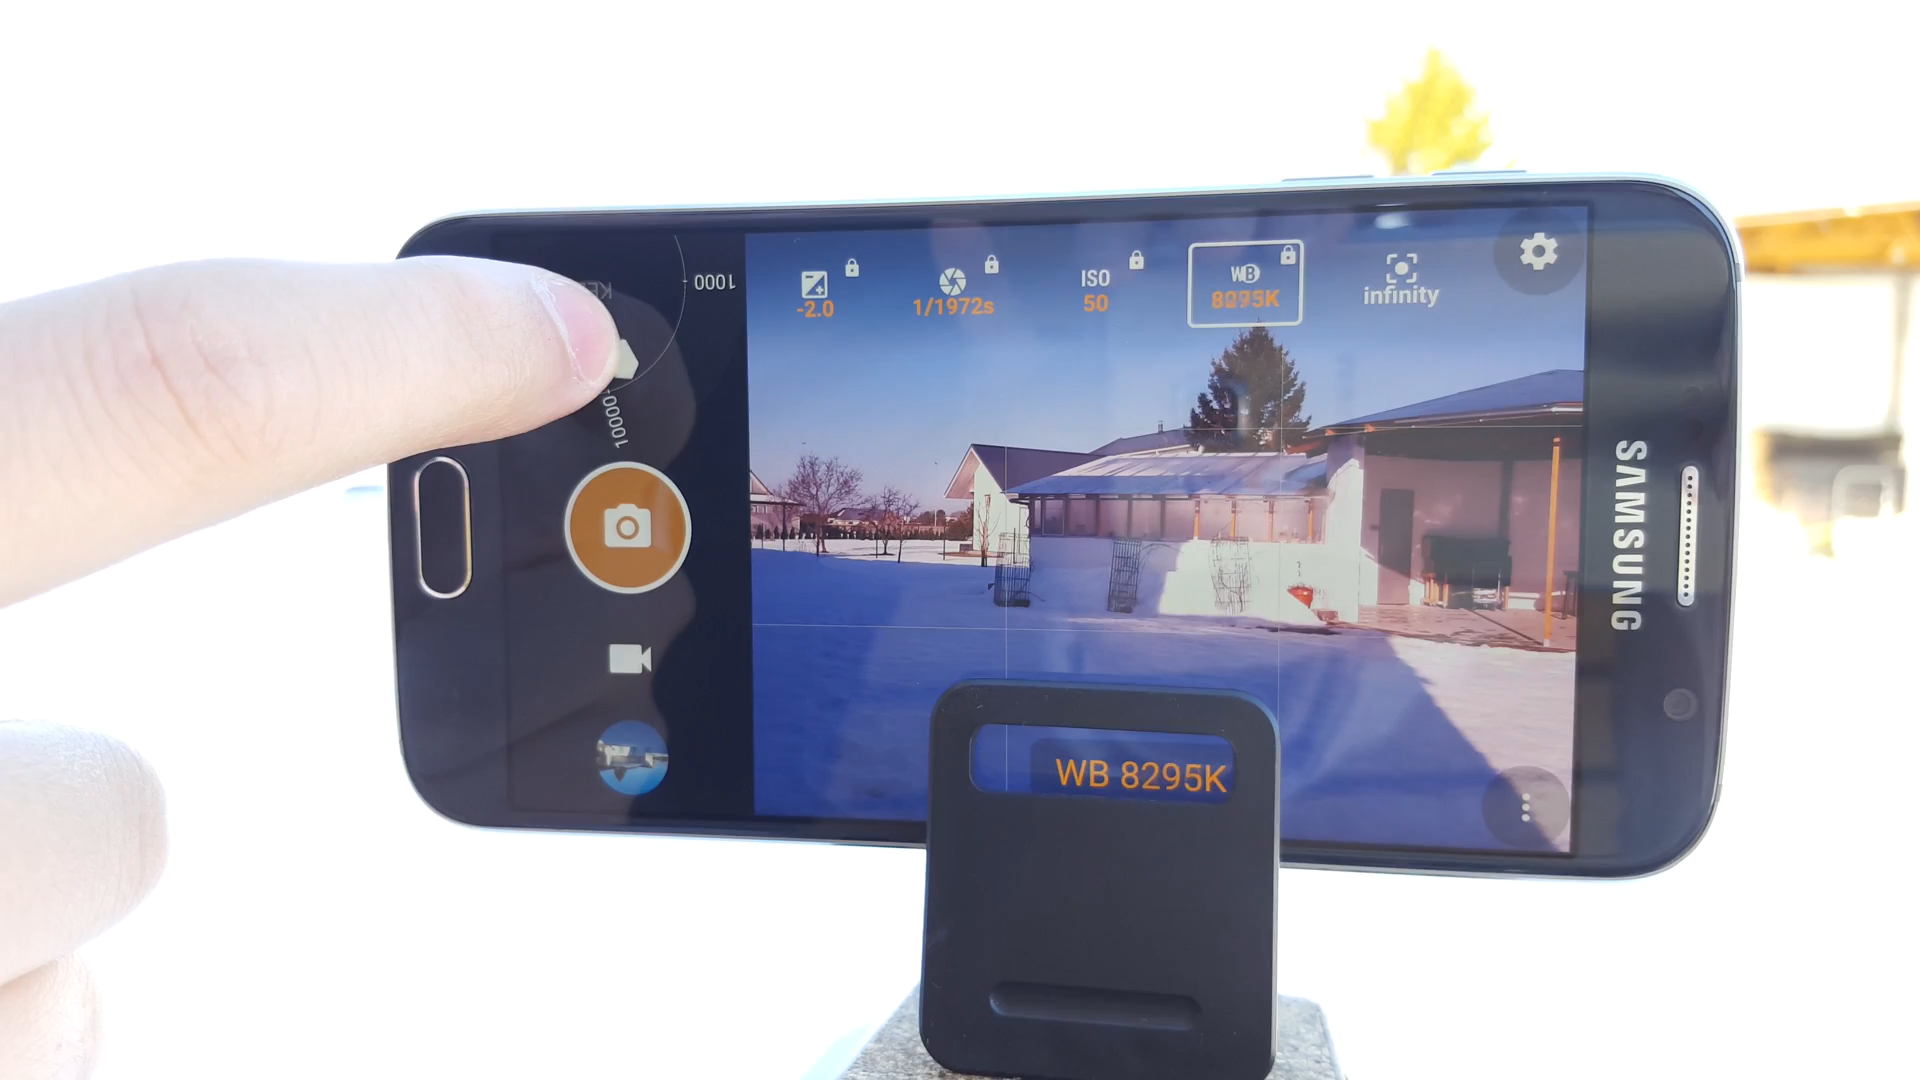 1000
10000
-2.0
1/1972s
ISO
50
WB
8295K
infinity
SAMSUNG
WB 8295K